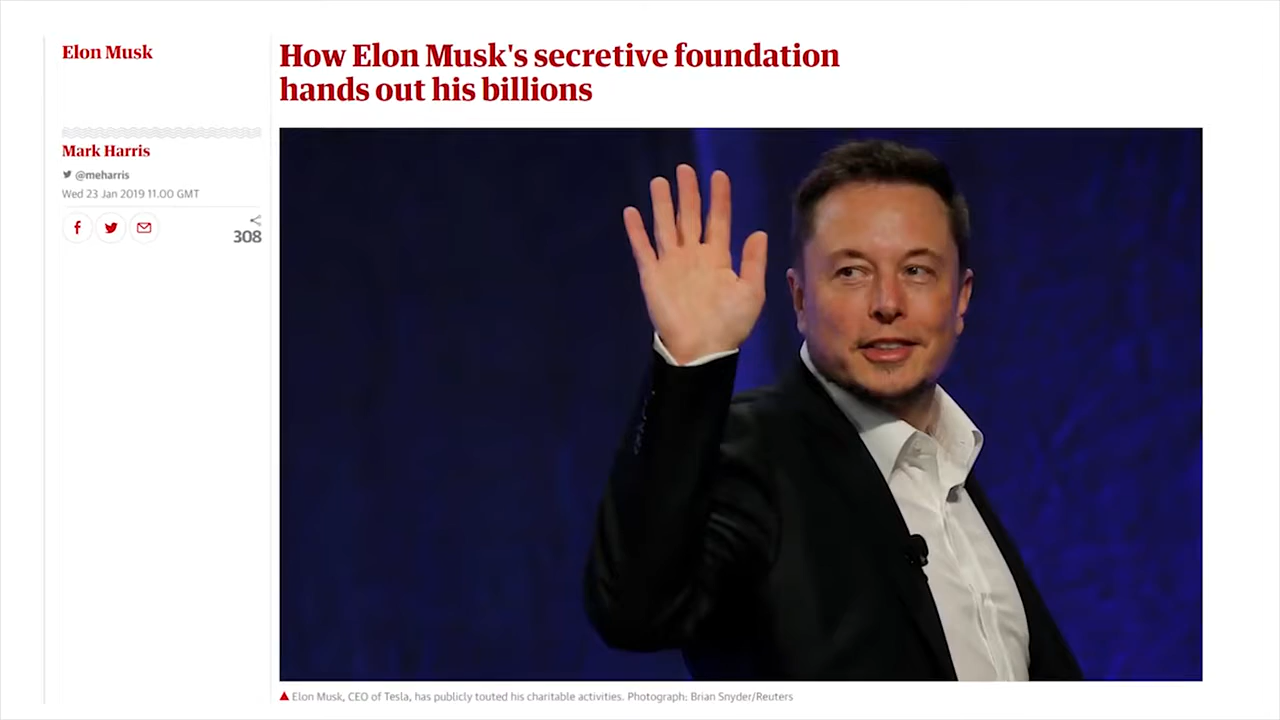 Elon Musk
How Elon Musk's secretive foundation
hands out his billions
Mark Harris
@meharris
Wed 23 Jan 2019 11.00 GMT
308
Elon Musk, CEO of Tesla, has publicly touted his charitable activities. Photograph: Brian Snyder/Reuters